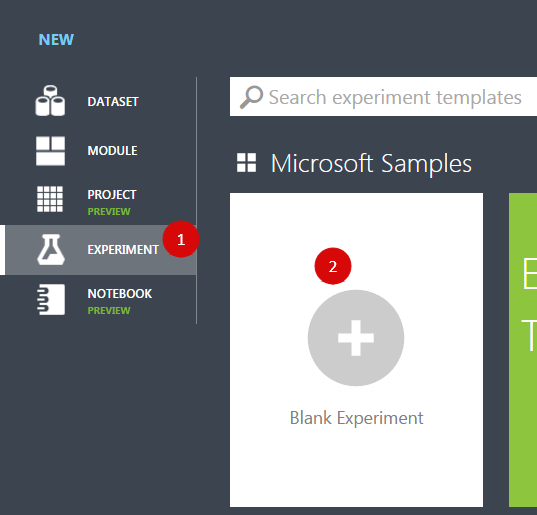 NEW
DATASET
MODULE
PROJECT
PREVIEW
EXPERIMENT
1
NOTEBOOK
PREVIEW
Search experiment templates
Microsoft Samples
2
Blank Experiment
E
T